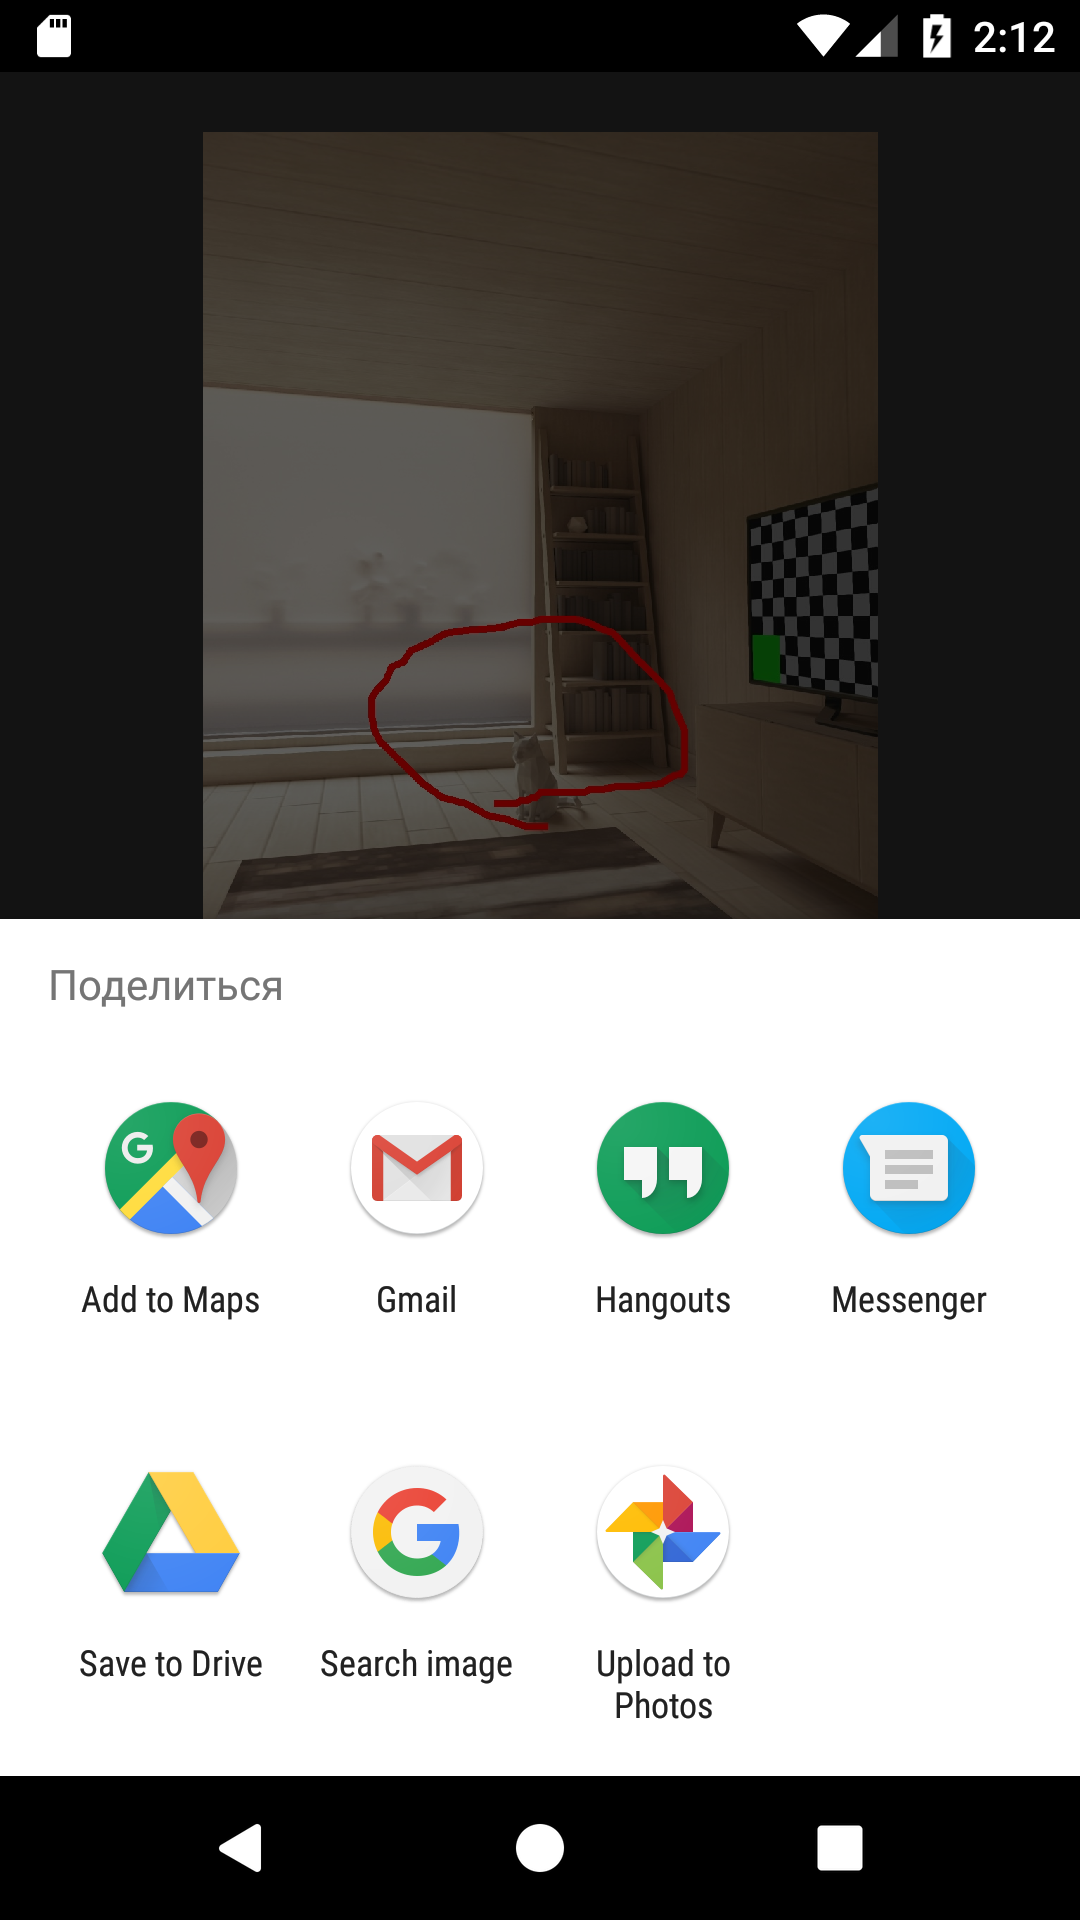 2:12
Поделиться
Add to Maps
Gmail
Hangouts
Messenger
Save to Drive
Search image
Upload to
Photos